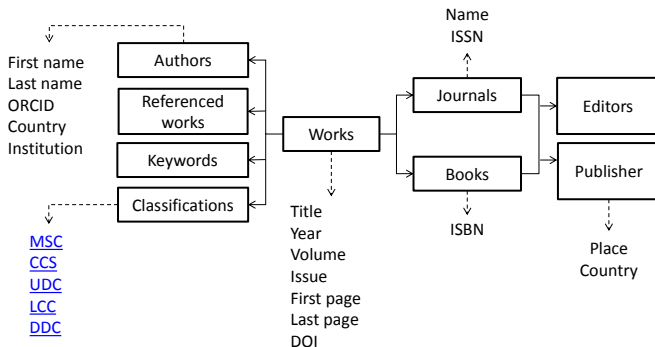 First name
Last name
ORCID
Country
Institution
Authors
Referenced
works
Keywords
Classifications
MSC
CCS
UDC
LCC
DDC
Works
Title
Year
Volume
Issue
First page
Last page
DOI
Name
ISSN
Journals
Books
ISBN
Editors
Publisher
Place
Country